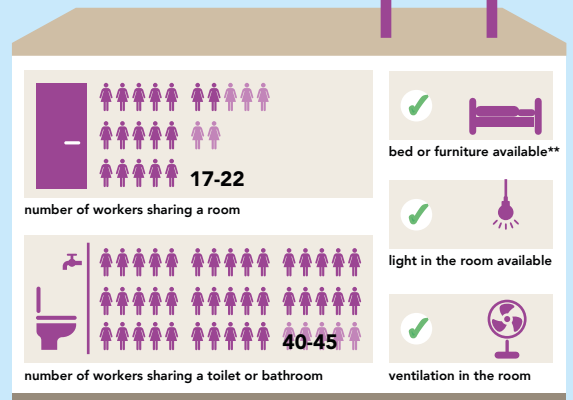 17-22
number of workers sharing a room
bed or furniture available**
light in the room available
40-45
number of workers sharing a toilet or bathroom
ventilation in the room